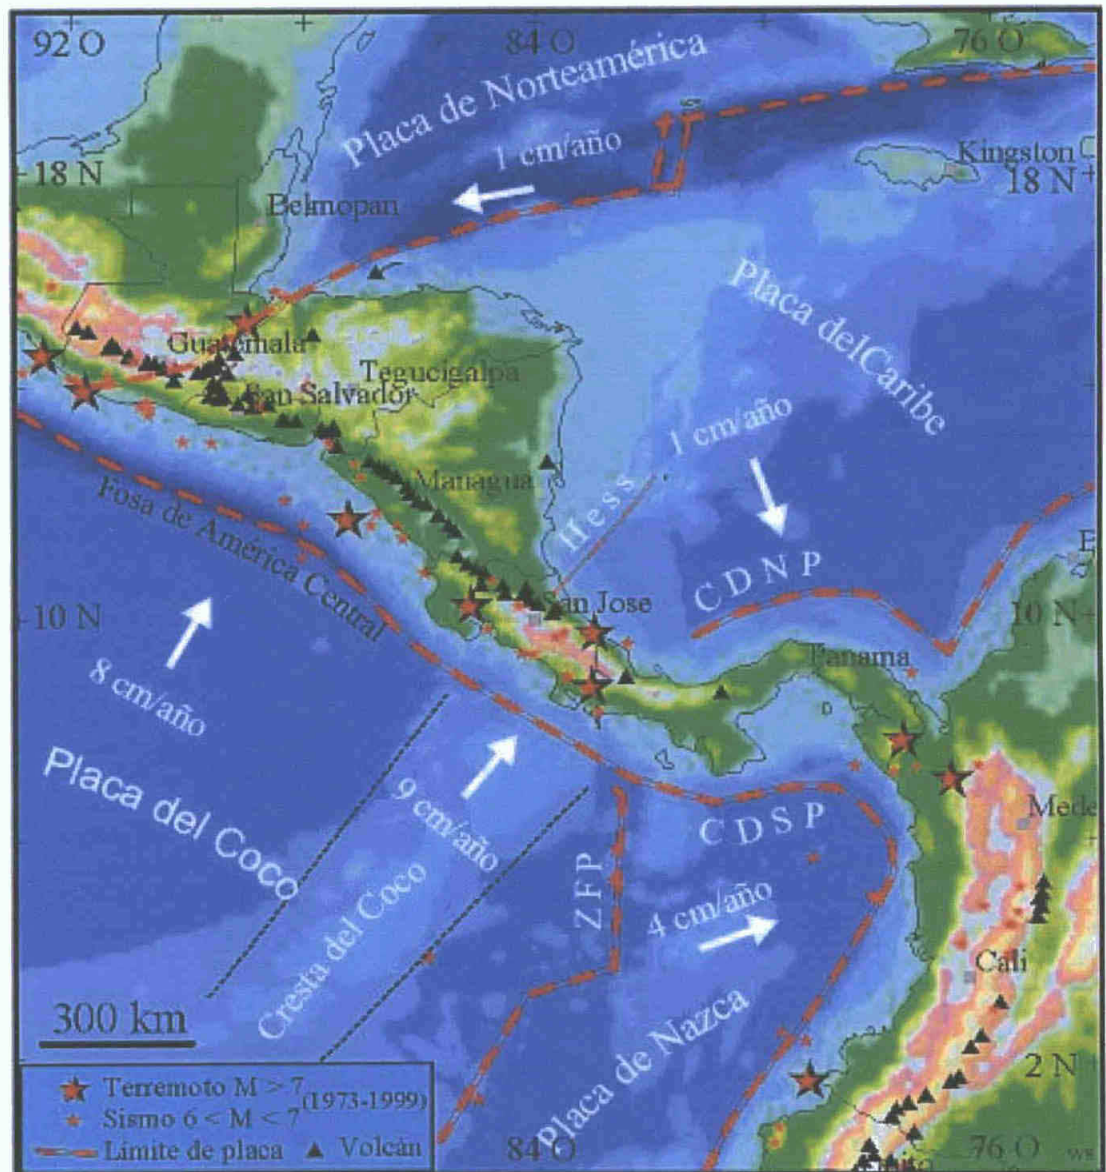 92 O
84 O
76 O
Placa de Norteamérica
1 cm/año
Kingston
18 N
18 N
Belmopan
Placa del Caribe
Guatemala
Tegucigalpa
San Salvador
1 cm/año
Managua
Hess
Fosa de América Central
CDNP
San Jose
10 N
10 N
Panama
8 cm/año
Placa del Coco
9 cm/año
CDSP
Mede
ZFP
4 cm/año
Cresta del Coco
Cali
300 km
Placa de Nazca
2 N
Terremoto M > 7
(1973-1999)
Sismo 6 < M < 7
Límite de placa
Volcán
84 O
76 O